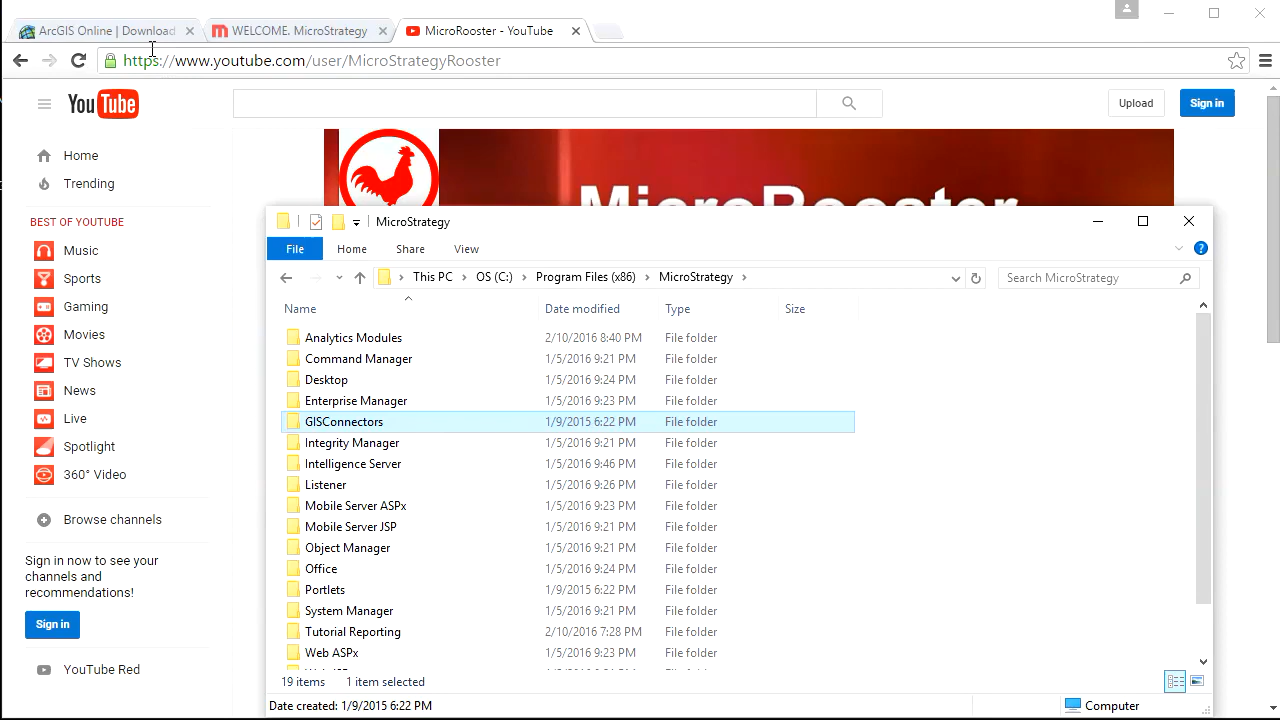 ArcGIS Online | Download
WELCOME. MicroStrategy
MicroRooster - YouTube
https://www.youtube.com/user/MicroStrategyRooster
YouTube
Upload
Sign in
Home
Trending
BEST OF YOUTUBE
Music
Sports
Gaming
Movies
TV Shows
News
Live
Spotlight
360° Video
Browse channels
Sign in now to see your
channels and
recommendations!
Sign in
YouTube Red
MicroRooster
MicroStrategy
File Home Share View
This PC OS (C:) Program Files (x86) MicroStrategy
Search MicroStrategy
Name Date modified Type Size
Analytics Modules 2/10/2016 8:40 PM File folder
Command Manager 1/5/2016 9:21 PM File folder
Desktop 1/5/2016 9:24 PM File folder
Enterprise Manager 1/5/2016 9:23 PM File folder
GISConnectors 1/9/2015 6:22 PM File folder
Integrity Manager 1/5/2016 9:21 PM File folder
Intelligence Server 1/5/2016 9:46 PM File folder
Listener 1/5/2016 9:26 PM File folder
Mobile Server ASPx 1/5/2016 9:23 PM File folder
Mobile Server JSP 1/5/2016 9:21 PM File folder
Object Manager 1/5/2016 9:21 PM File folder
Office 1/5/2016 9:24 PM File folder
Portlets 1/9/2015 6:22 PM File folder
System Manager 1/5/2016 9:21 PM File folder
Tutorial Reporting 2/10/2016 7:28 PM File folder
Web ASPx 1/5/2016 9:23 PM File folder
19 items 1 item selected
Date created: 1/9/2015 6:22 PM
Computer